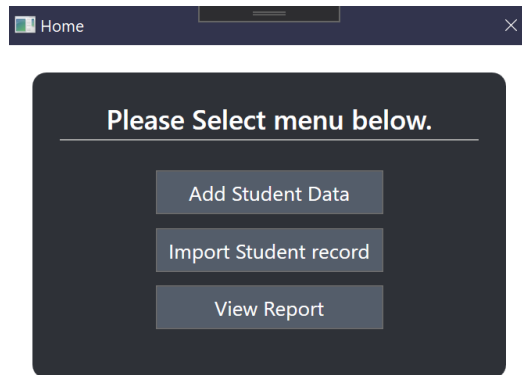 Home
Please Select menu below.
Add Student Data
Import Student record
View Report